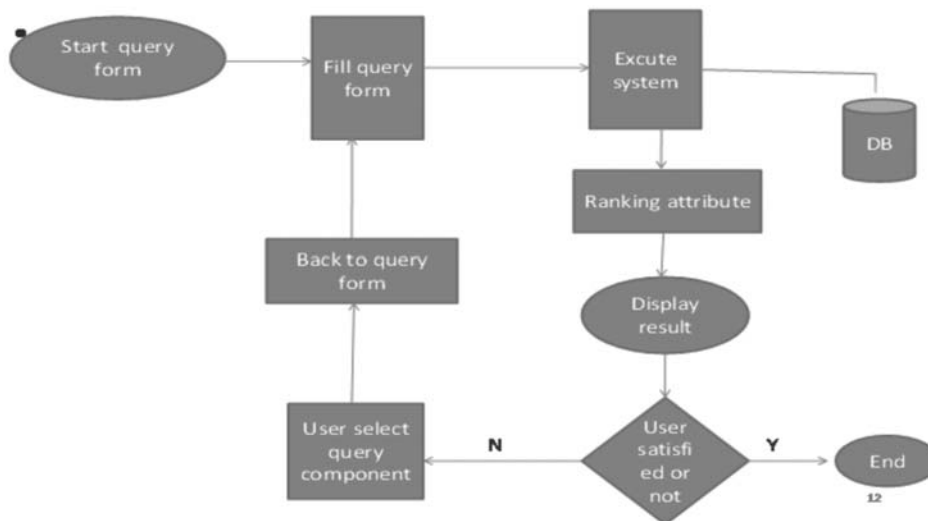 Start query
form
Fill query
form
Excute
system
DB
Ranking attribute
Back to query
form
Display
result
User select
query
component
N
User
satisfi
ed or
not
Y
End
12